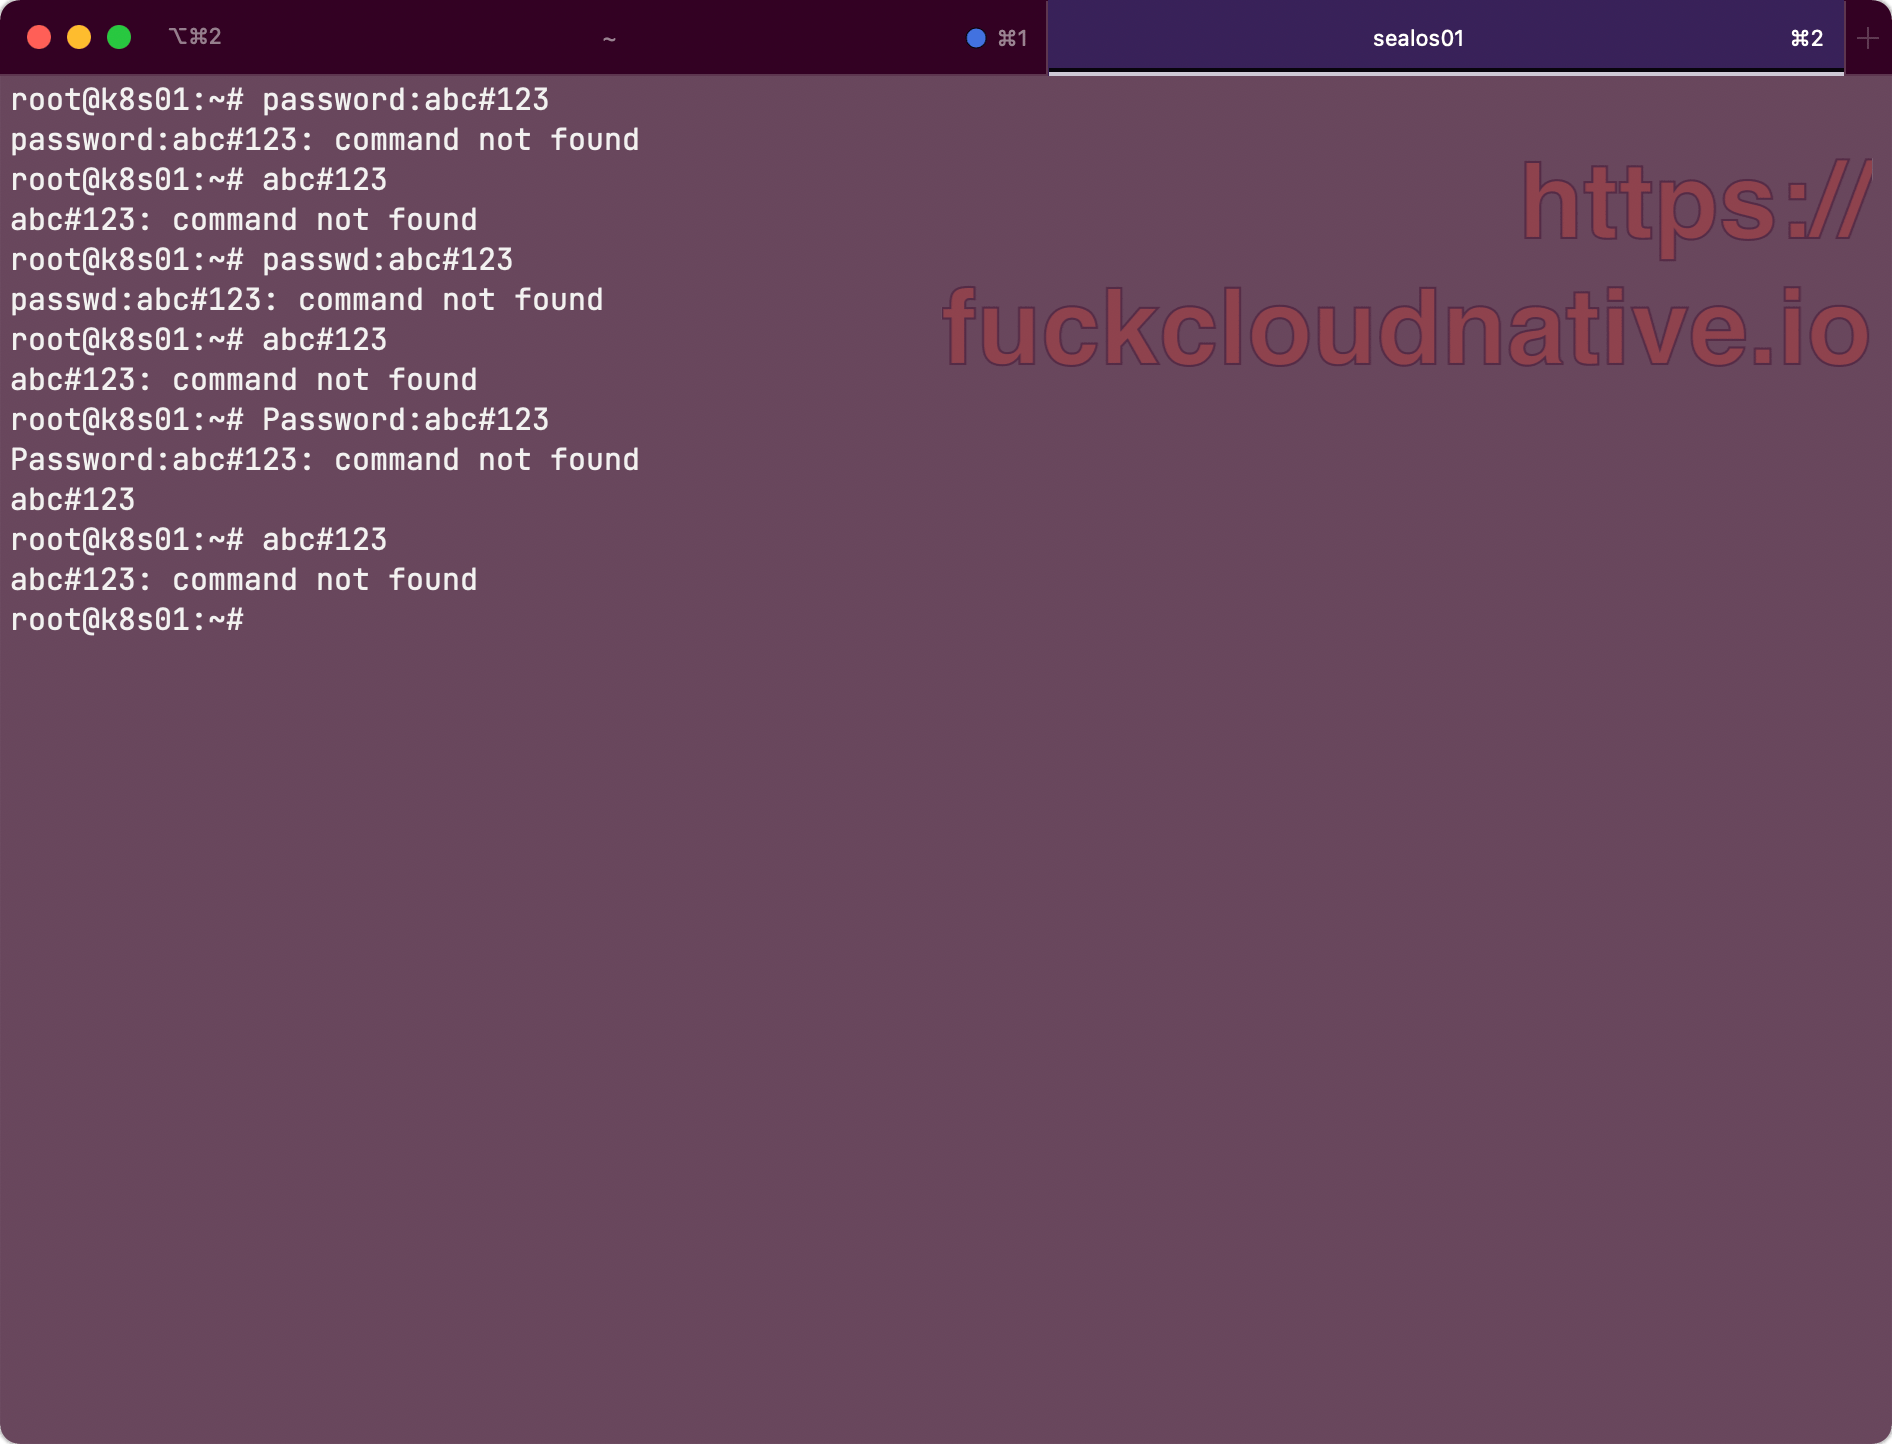 ⌥⌘2 ~ ⌘1 sealos01 ⌘2
root@k8s01:~# password:abc#123
password:abc#123: command not found
root@k8s01:~# abc#123
abc#123: command not found
root@k8s01:~# passwd:abc#123
passwd:abc#123: command not found
root@k8s01:~# abc#123
abc#123: command not found
root@k8s01:~# Password:abc#123
Password:abc#123: command not found
abc#123
root@k8s01:~# abc#123
abc#123: command not found
root@k8s01:~#
https://
fuckcloudnative.io